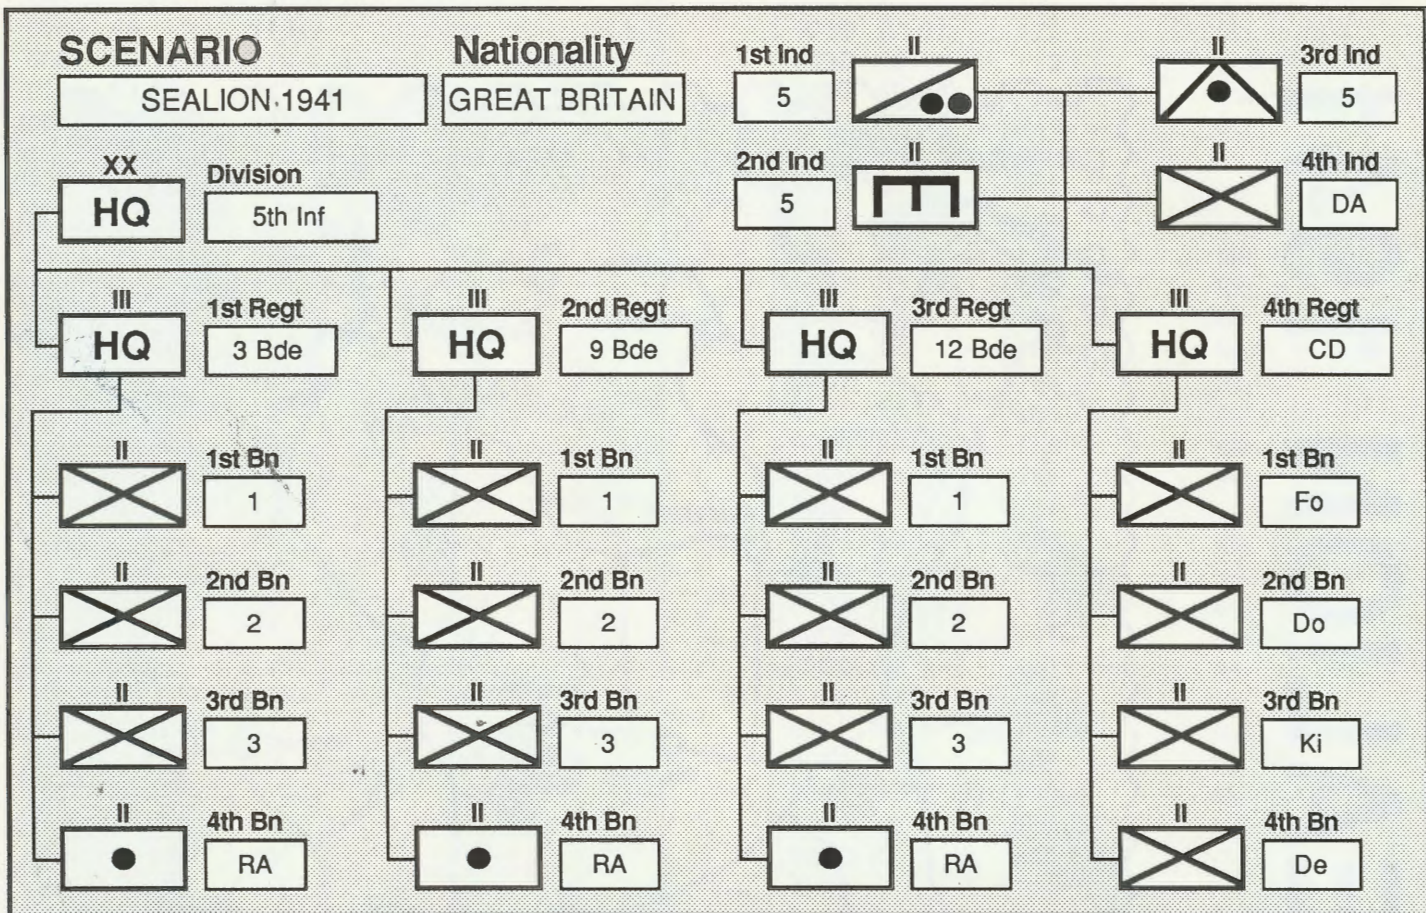 SCENARIO Nationality 1st Ind II II 3rd Ind
SEALION 1941 GREAT BRITAIN 5 5
XX Division 2nd Ind II II 4th Ind
HQ 5th Inf 5 DA
III 1st Regt III 2nd Regt III 3rd Regt III 4th Regt
HQ 3 Bde HQ 9 Bde HQ 12 Bde HQ CD
II 1st Bn II 1st Bn II 1st Bn II 1st Bn
1 1 1 Fo
II 2nd Bn II 2nd Bn II 2nd Bn II 2nd Bn
2 2 2 Do
II 3rd Bn II 3rd Bn II 3rd Bn II 3rd Bn
3 3 3 Ki
II 4th Bn II 4th Bn II 4th Bn II 4th Bn
RA RA RA De